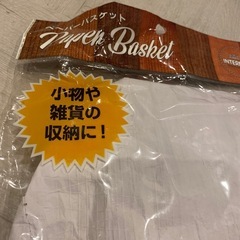 ペーパーバスケット
Paper Basket
INTER
小物や
雑貨の
収納に!